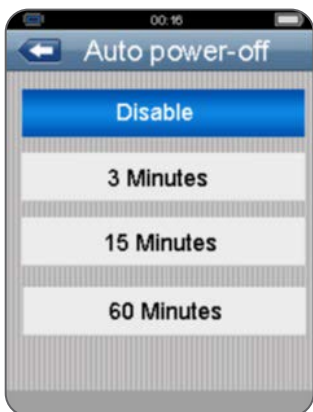 00:16
Auto power-off
Disable
3 Minutes
15 Minutes
60 Minutes